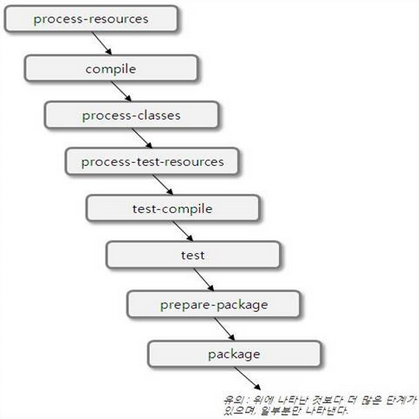 process-resources
compile
process-classes
process-test-resources
test-compile
test
prepare-package
package
유의 : 위에 나타난 것보다 더 많은 단계가
있으며, 일부분만 나타낸다.